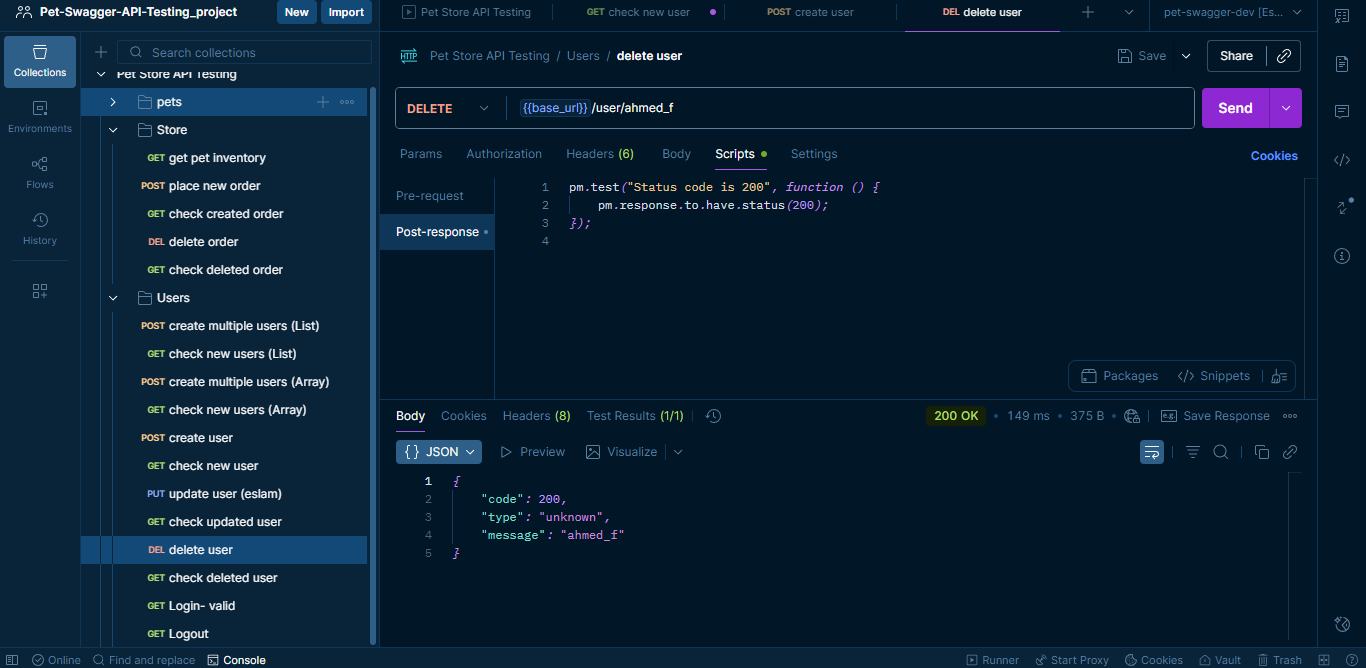 Pet-Swagger-API-Testing_project New Import
Pet Store API Testing GET check new user POST create user DEL delete user pet-swagger-dev [Es...
Collections
Environments
Flows
History
Search collections
Pet Store API Testing
pets
Store
GET get pet inventory
POST place new order
GET check created order
DEL delete order
GET check deleted order
Users
POST create multiple users (List)
GET check new users (List)
POST create multiple users (Array)
GET check new users (Array)
POST create user
GET check new user
PUT update user (eslam)
GET check updated user
DEL delete user
GET check deleted user
GET Login- valid
GET Logout
HTTP Pet Store API Testing / Users / delete user Save Share
DELETE {{base_url}}/user/ahmed_f Send
Params Authorization Headers (6) Body Scripts Settings Cookies
Pre-request
Post-response
1 pm.test("Status code is 200", function () {
2 pm.response.to.have.status(200);
3 });
4
Packages </> Snippets
Body Cookies Headers (8) Test Results (1/1) 200 OK • 149 ms • 375 B • e.g. Save Response
{} JSON Preview Visualize
1 {
2 "code": 200,
3 "type": "unknown",
4 "message": "ahmed_f"
5 }
Online Find and replace Console Runner Start Proxy Cookies Vault Trash